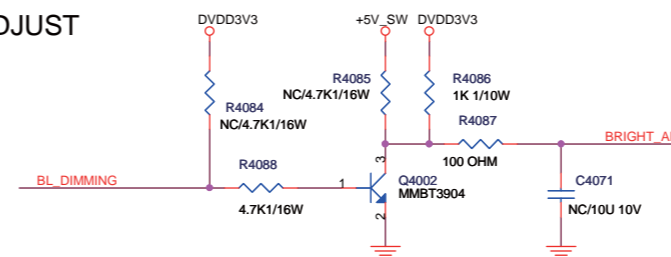 DJUST
DVDD3V3
+5V_SW DVDD3V3
R4084
NC/4.7K1/16W
R4085
NC/4.7K1/16W
R4086
1K 1/10W
R4087
100 OHM
BRIGHT_A
BL_DIMMING
R4088
4.7K1/16W
1
3
2
Q4002
MMBT3904
C4071
NC/10U 10V